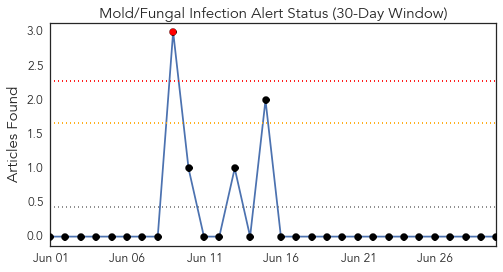 Mold/Fungal Infection Alert Status (30-Day Window)
Articles Found
3.0
2.5
2.0
1.5
1.0
0.5
0.0
Jun 01 Jun 06 Jun 11 Jun 16 Jun 21 Jun 26